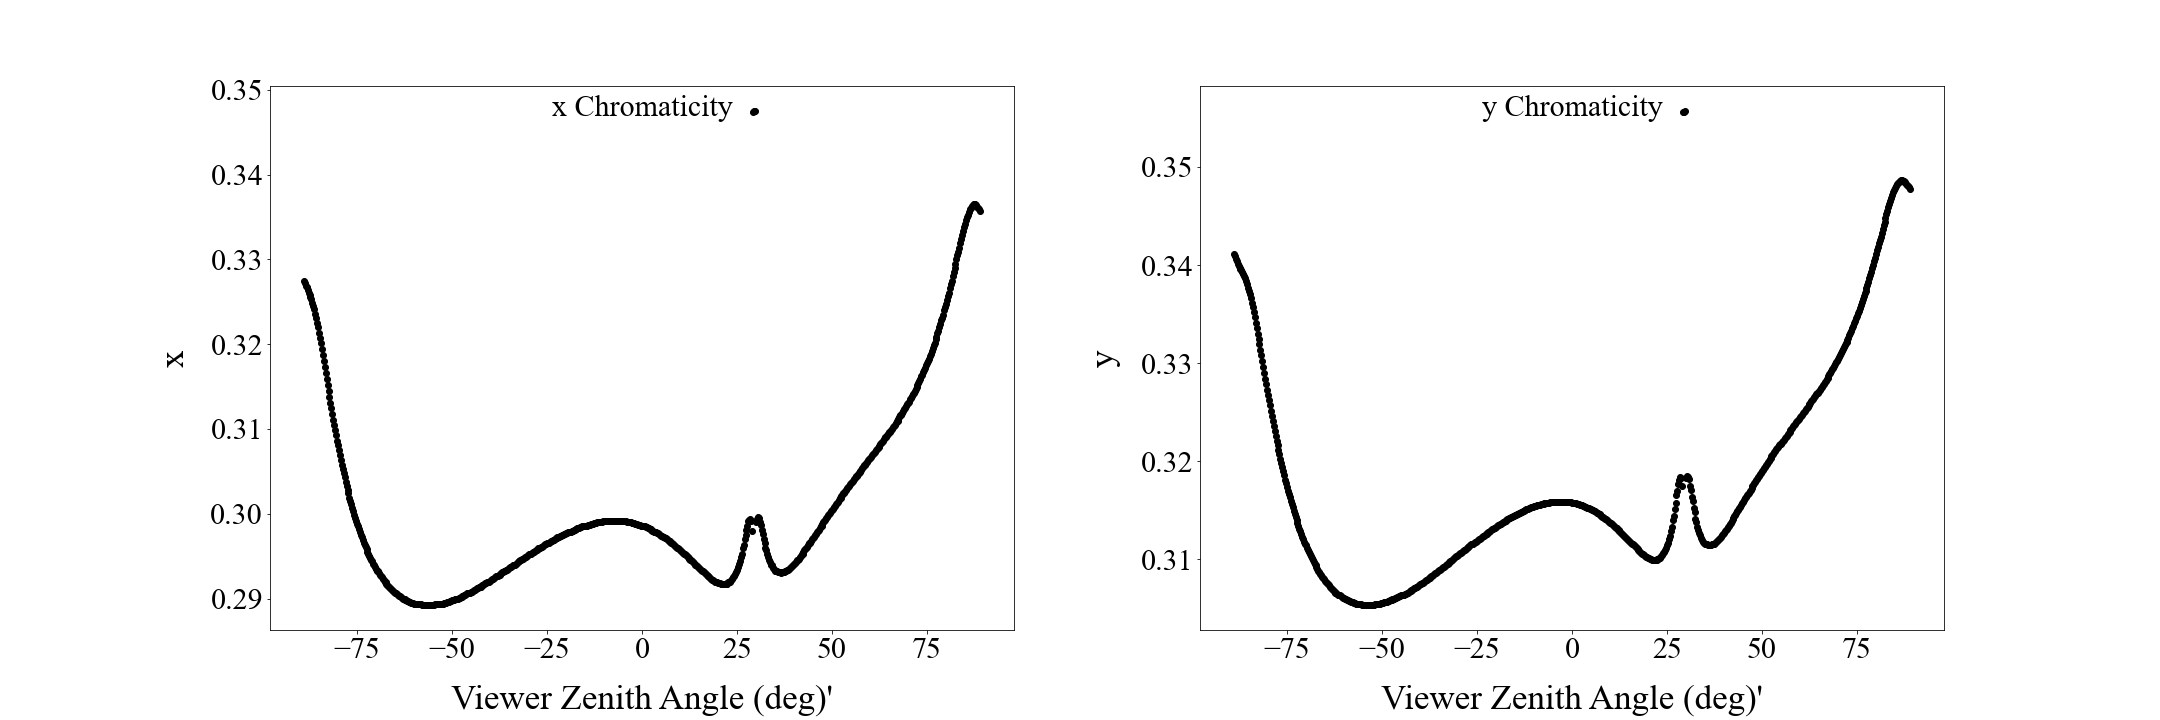 x Chromaticity
0.35
0.34
0.33
0.32
0.31
0.30
0.29
x
−75 −50 −25 0 25 50 75
Viewer Zenith Angle (deg)'
y Chromaticity
0.35
0.34
0.33
0.32
0.31
y
−75 −50 −25 0 25 50 75
Viewer Zenith Angle (deg)'